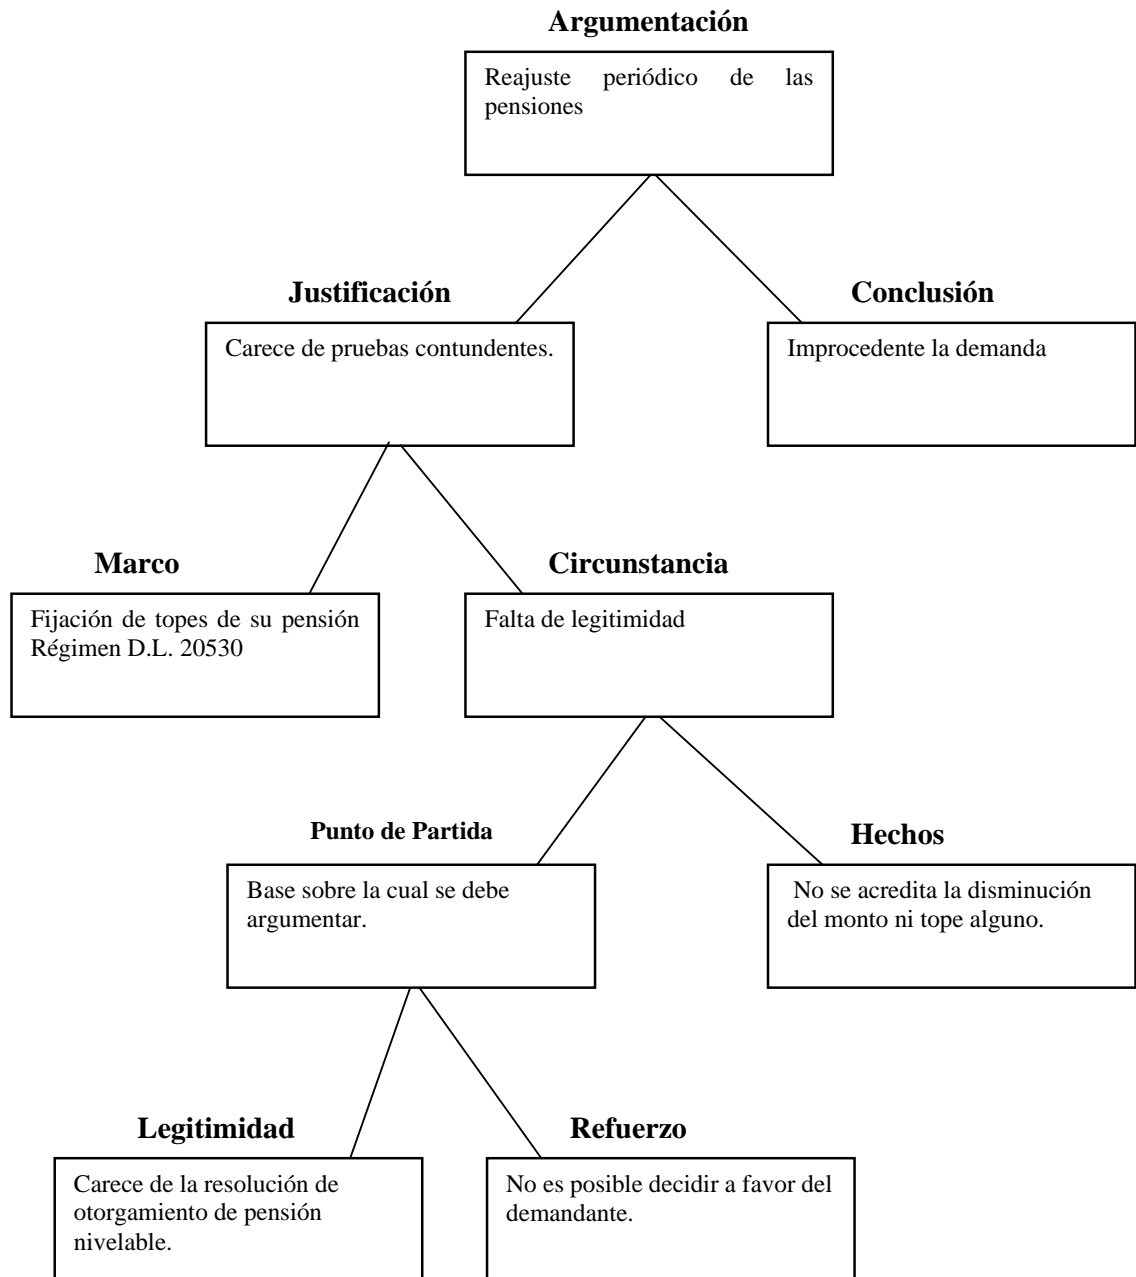 Argumentación
Reajuste periódico de las
pensiones
Justificación
Carece de pruebas contundentes.
Conclusión
Improcedente la demanda
Marco
Fijación de topes de su pensión
Régimen D.L. 20530
Circunstancia
Falta de legitimidad
Punto de Partida
Base sobre la cual se debe
argumentar.
Hechos
No se acredita la disminución
del monto ni tope alguno.
Legitimidad
Carece de la resolución de
otorgamiento de pensión
nivelable.
Refuerzo
No es posible decidir a favor del
demandante.